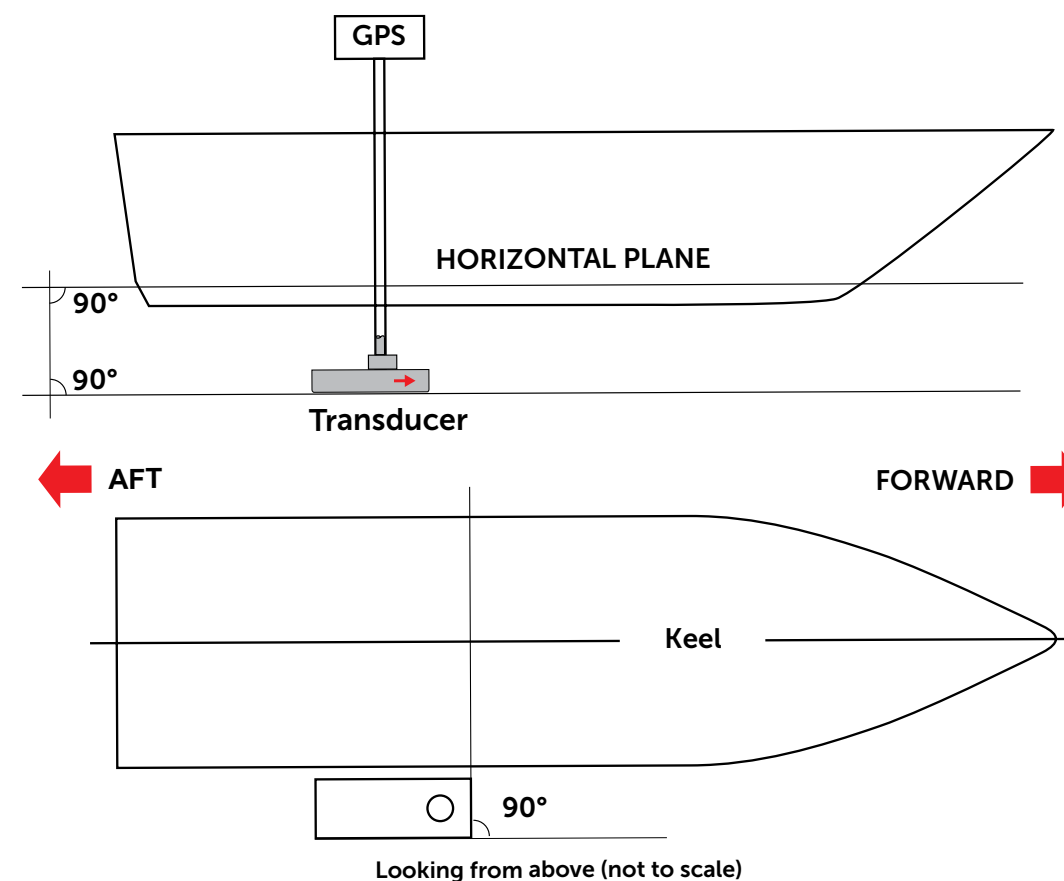 GPS
HORIZONTAL PLANE
90°
90°
Transducer
AFT
FORWARD
Keel
90°
Looking from above (not to scale)